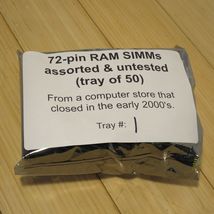 72-pin RAM SIMMs
assorted & untested
(tray of 50)
From a computer store that
closed in the early 2000's.
Tray #: 1